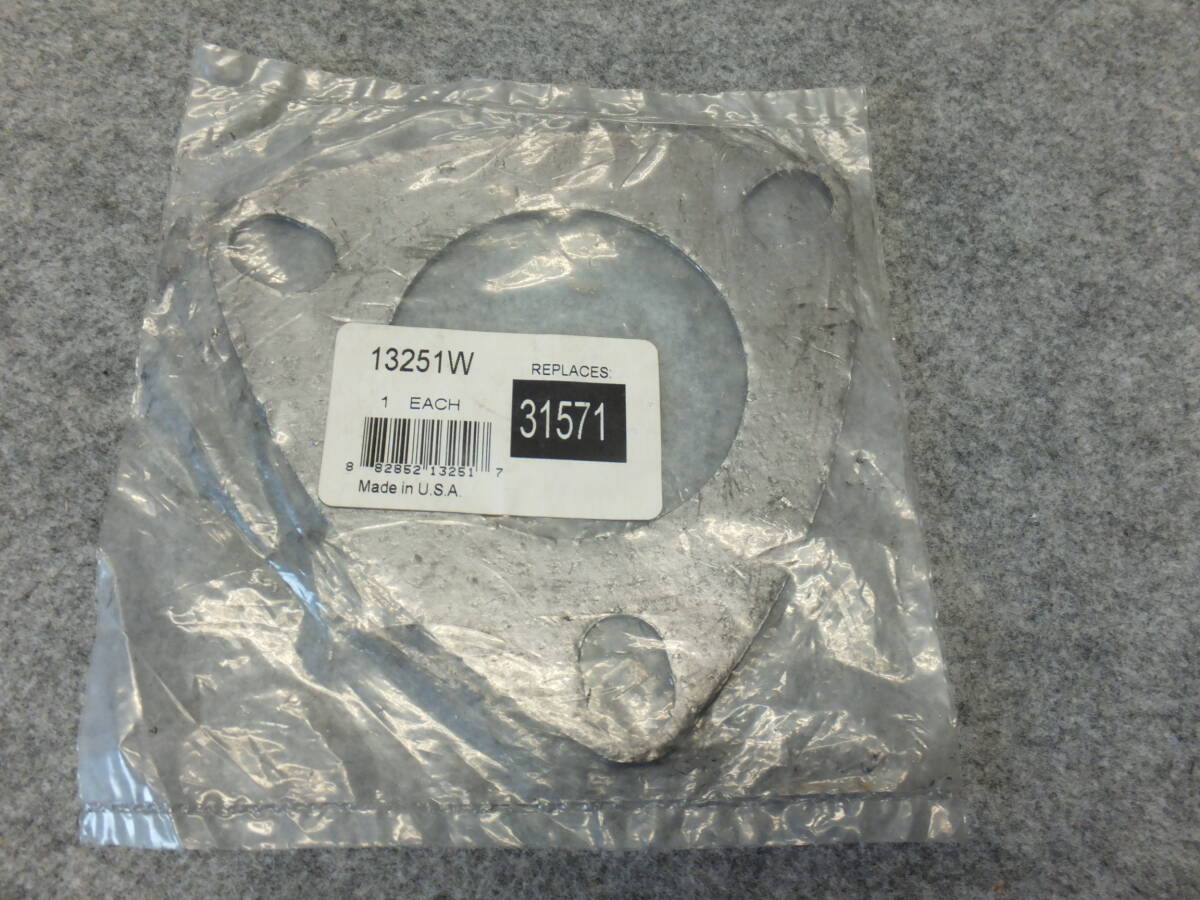 13251W
1 EACH
8 82852 13251 7
Made in U.S.A.
REPLACES:
31571